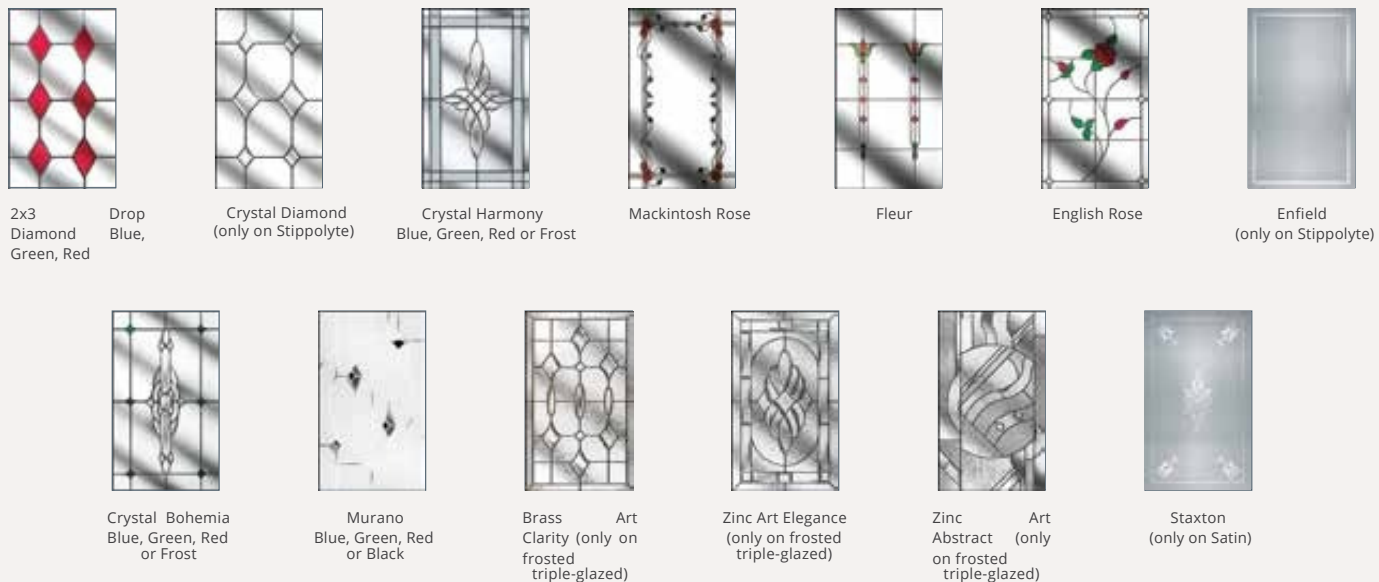 2x3 Drop
Diamond Blue,
Green, Red
Crystal Diamond
(only on Stippolyte)
Crystal Harmony
Blue, Green, Red or Frost
Mackintosh Rose
Fleur
English Rose
Enfield
(only on Stippolyte)
Crystal Bohemia
Blue, Green, Red
or Frost
Murano
Blue, Green, Red
or Black
Brass Art
Clarity (only on
frosted
triple-glazed)
Zinc Art Elegance
(only on frosted
triple-glazed)
Zinc Art
Abstract (only
on frosted
triple-glazed)
Staxton
(only on Satin)